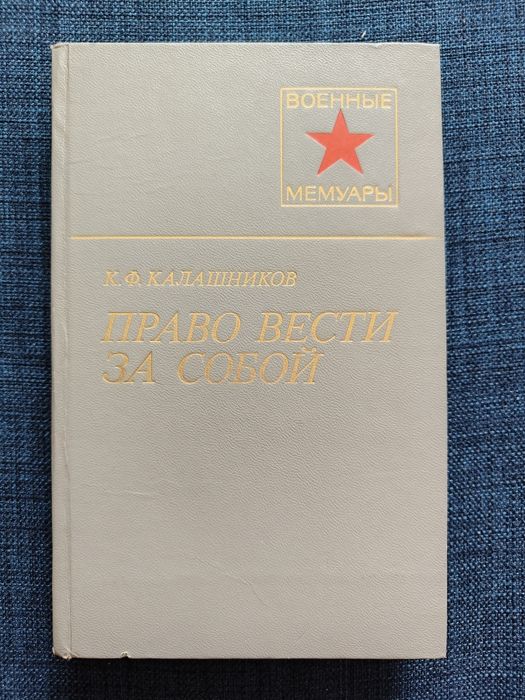 ВОЕННЫЕ
МЕМУАРЫ
К.Ф.КАЛАШНИКОВ
ПРАВО ВЕСТИ
ЗА СОБОЙ